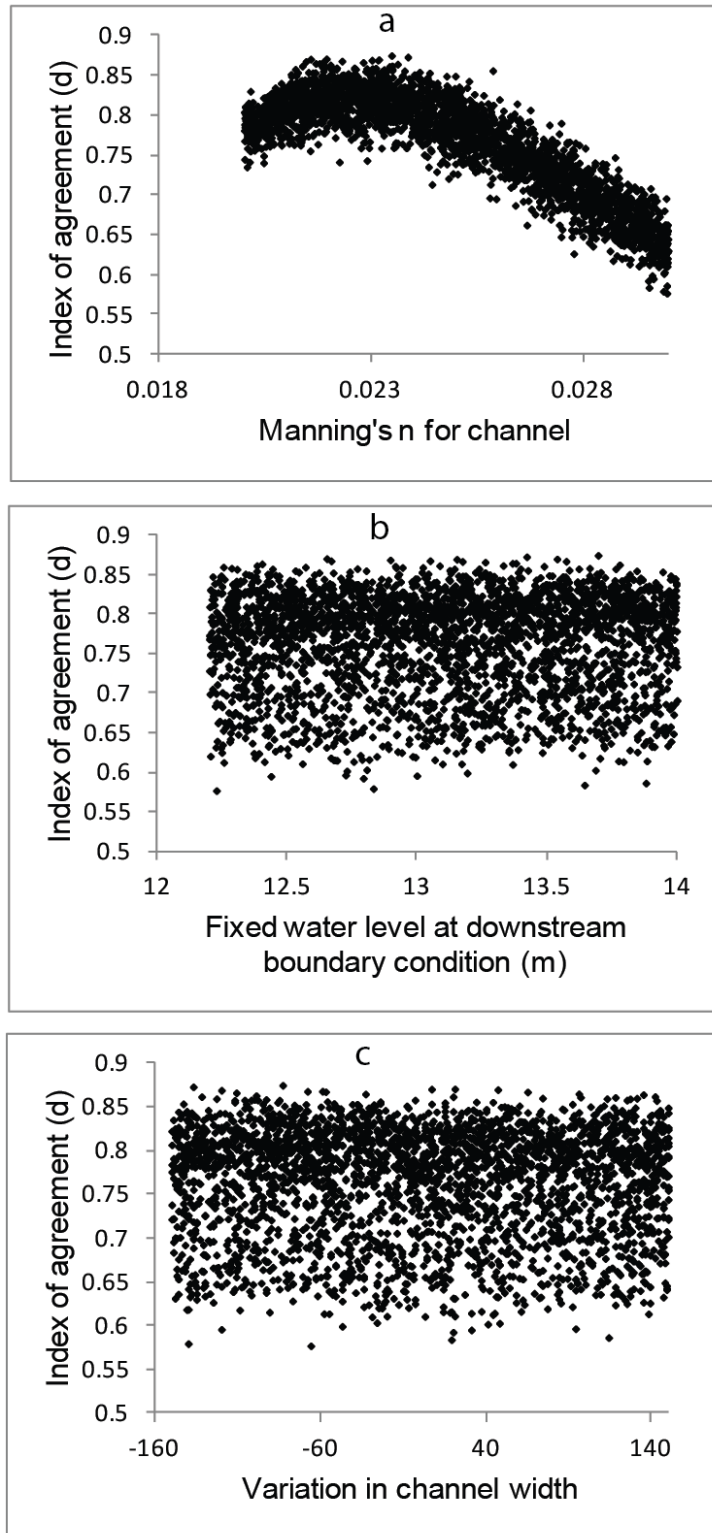 a
0.9
0.85
0.8
0.75
0.7
0.65
0.6
0.55
0.5
Index of agreement (d)
0.018 0.023 0.028
Manning's n for channel
b
0.9
0.85
0.8
0.75
0.7
0.65
0.6
0.55
0.5
Index of agreement (d)
12 12.5 13 13.5 14
Fixed water level at downstream
boundary condition (m)
c
0.9
0.85
0.8
0.75
0.7
0.65
0.6
0.55
0.5
Index of agreement (d)
-160 -60 40 140
Variation in channel width